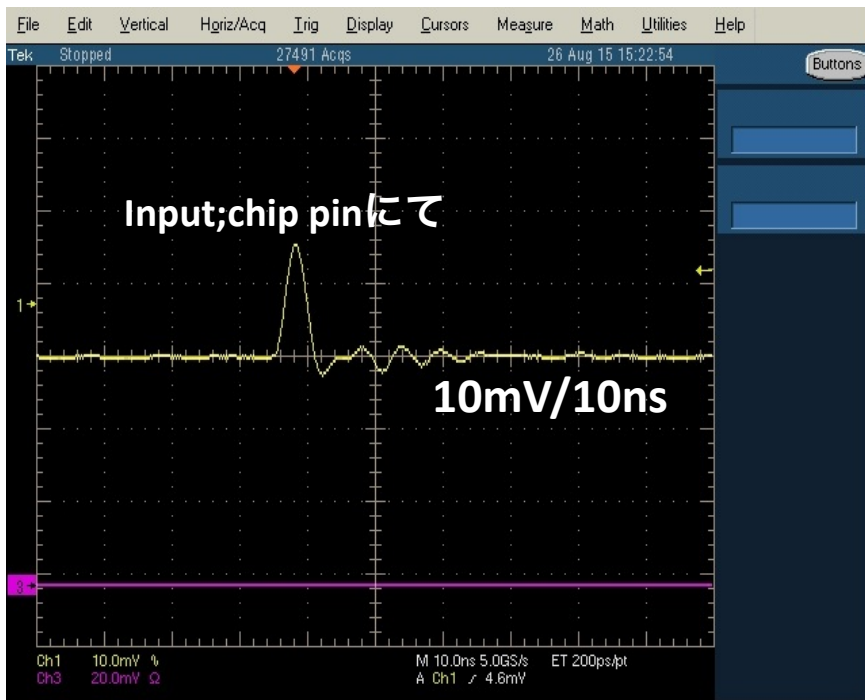 File Edit Vertical Horiz/Acq Trig Display Cursors Measure Math Utilities Help
Tek Stopped 27491 Acqs 26 Aug 15 15:22:54
Buttons
Input;chip pinにて
1
10mV/10ns
3
Ch1 10.0mV ∿ M 10.0ns 5.0GS/s ET 200ps/pt
Ch3 20.0mV Ω A Ch1 ⌿ 4.6mV